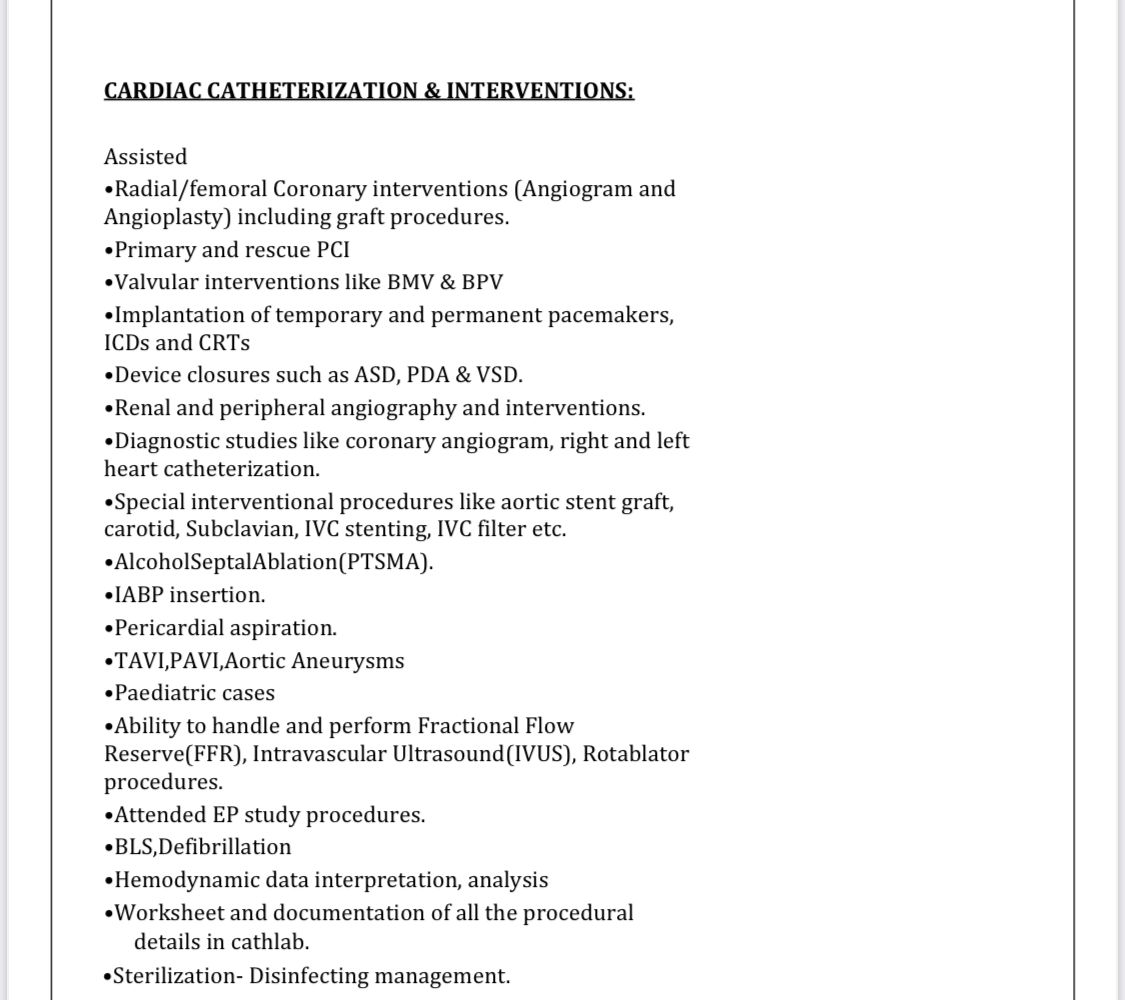 CARDIAC CATHETERIZATION & INTERVENTIONS:
Assisted
•Radial/femoral Coronary interventions (Angiogram and
Angioplasty) including graft procedures.
•Primary and rescue PCI
•Valvular interventions like BMV & BPV
•Implantation of temporary and permanent pacemakers,
ICDs and CRTs
•Device closures such as ASD, PDA & VSD.
•Renal and peripheral angiography and interventions.
•Diagnostic studies like coronary angiogram, right and left
heart catheterization.
•Special interventional procedures like aortic stent graft,
carotid, Subclavian, IVC stenting, IVC filter etc.
•AlcoholSeptalAblation(PTSMA).
•IABP insertion.
•Pericardial aspiration.
•TAVI,PAVI,Aortic Aneurysms
•Paediatric cases
•Ability to handle and perform Fractional Flow
Reserve(FFR), Intravascular Ultrasound(IVUS), Rotablator
procedures.
•Attended EP study procedures.
•BLS,Defibrillation
•Hemodynamic data interpretation, analysis
•Worksheet and documentation of all the procedural
details in cathlab.
•Sterilization- Disinfecting management.